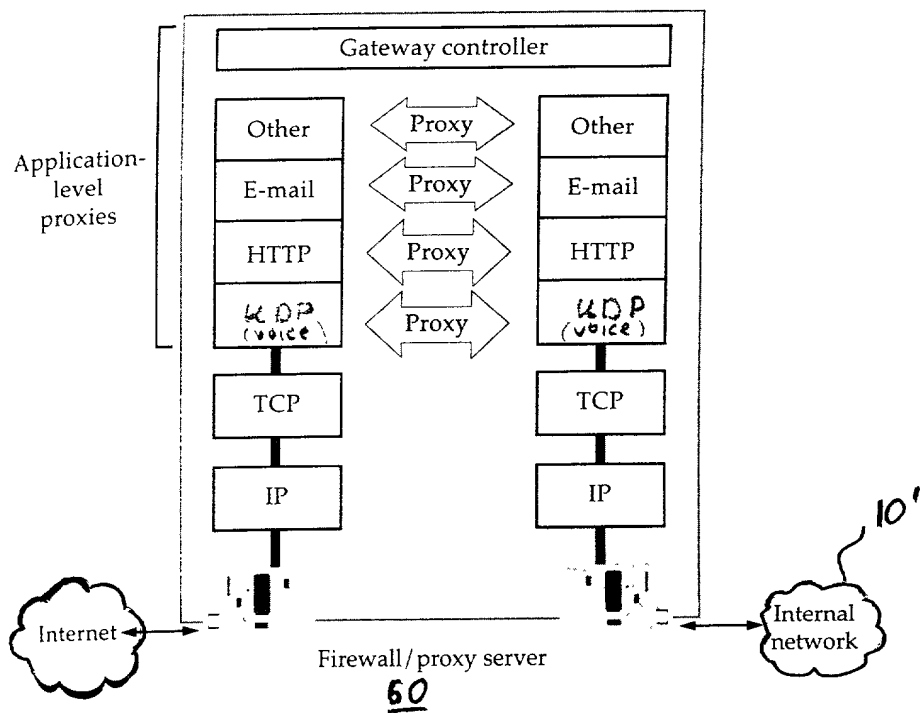 Gateway controller
Application-
level
proxies
Other
Proxy
Other
E-mail
Proxy
E-mail
HTTP
Proxy
HTTP
UDP
(voice)
Proxy
UDP
(voice)
TCP
TCP
IP
IP
10'
Internet
Internal
network
Firewall/proxy server
60